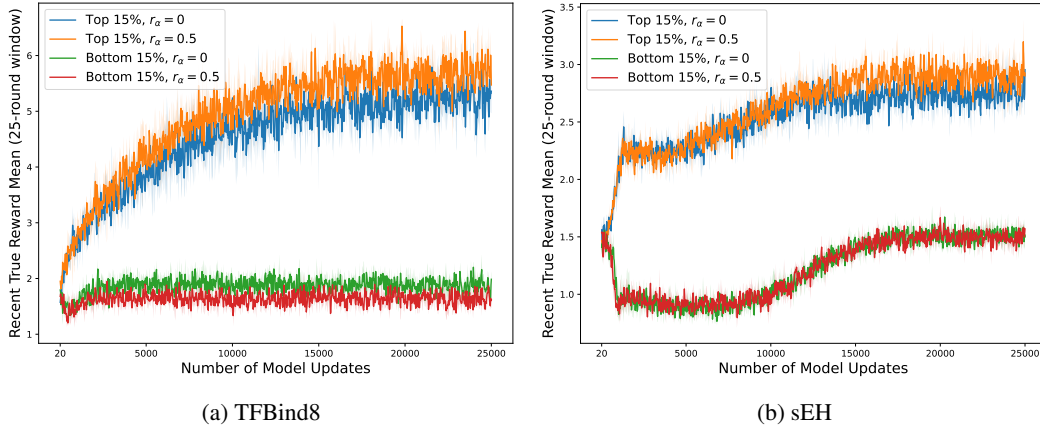 Top 15%, r_α = 0
Top 15%, r_α = 0.5
Bottom 15%, r_α = 0
Bottom 15%, r_α = 0.5
Recent True Reward Mean (25-round window)
6
5
4
3
2
1
20 5000 10000 15000 20000 25000
Number of Model Updates
(a) TFBind8
Top 15%, r_α = 0
Top 15%, r_α = 0.5
Bottom 15%, r_α = 0
Bottom 15%, r_α = 0.5
Recent True Reward Mean (25-round window)
3.5
3.0
2.5
2.0
1.5
1.0
20 5000 10000 15000 20000 25000
Number of Model Updates
(b) sEH